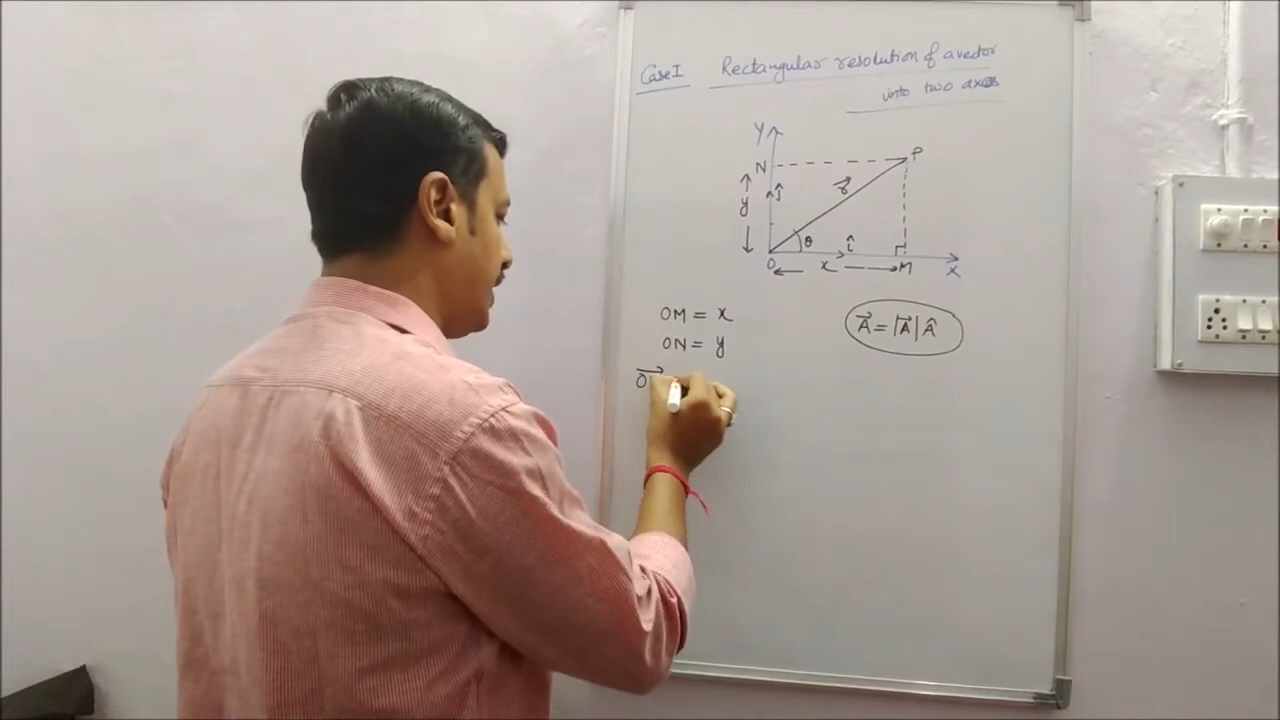 Case I Rectangular resolution of a vector
into two axes
Y
N P
y ĵ r⃗
θ î
O x M X
OM = x
ON = y
A⃗ = |A⃗| Â
O